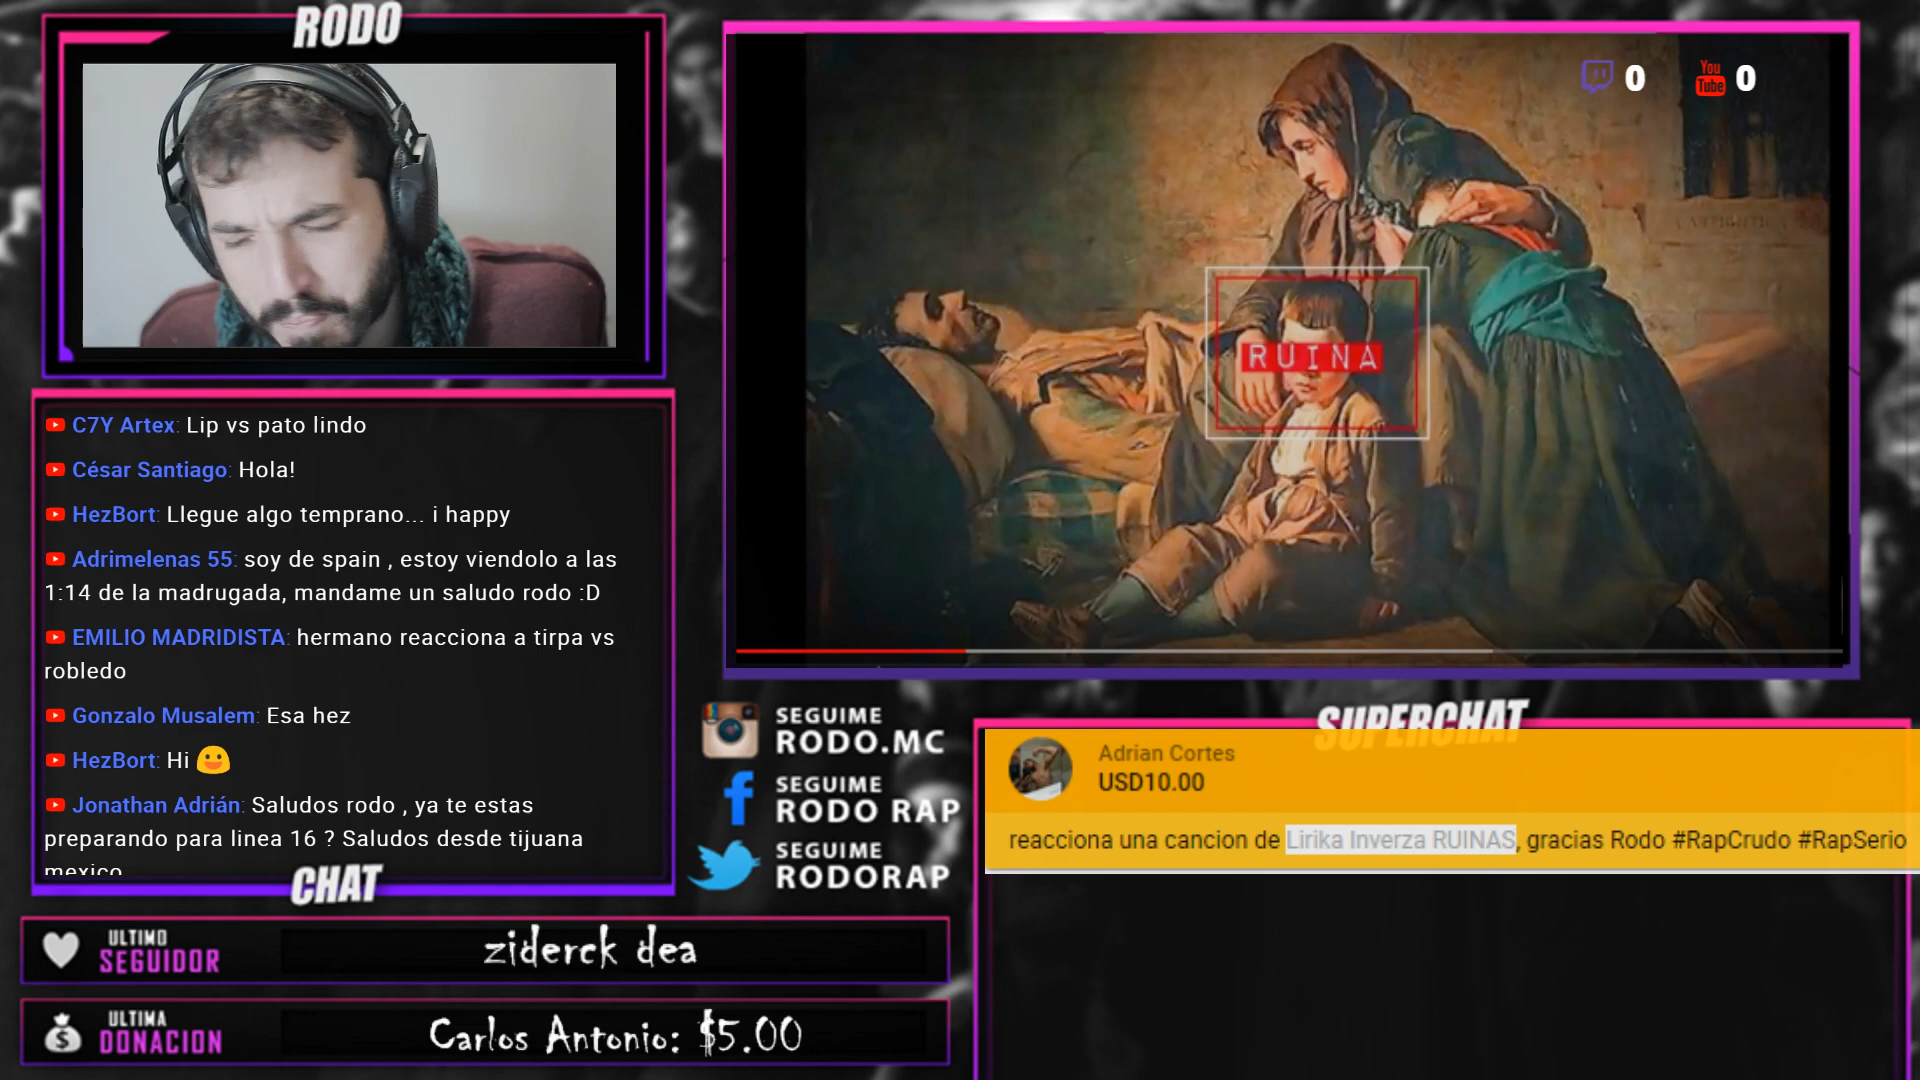 RODO
0
You
Tube
0
RUINA
C7Y Artex: Lip vs pato lindo
César Santiago: Hola!
HezBort: Llegue algo temprano... i happy
Adrimelenas 55: soy de spain , estoy viendolo a las
1:14 de la madrugada, mandame un saludo rodo :D
EMILIO MADRIDISTA: hermano reacciona a tirpa vs
robledo
Gonzalo Musalem: Esa hez
HezBort: Hi
Jonathan Adrián: Saludos rodo , ya te estas
preparando para linea 16 ? Saludos desde tijuana
mexico
CHAT
SEGUIME
RODO.MC
SEGUIME
RODO RAP
SEGUIME
RODORAP
SUPERCHAT
Adrian Cortes
USD10.00
reacciona una cancion de Lirika Inverza RUINAS, gracias Rodo #RapCrudo #RapSerio
ULTIMO
SEGUIDOR
ziderck dea
ULTIMA
DONACION
Carlos Antonio: $5.00